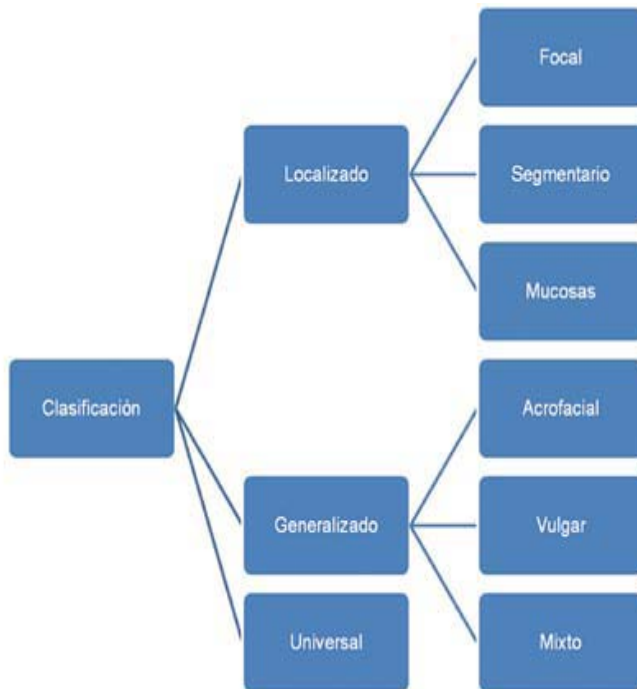 Clasificación
Localizado
Focal
Segmentario
Mucosas
Generalizado
Acrofacial
Vulgar
Mixto
Universal